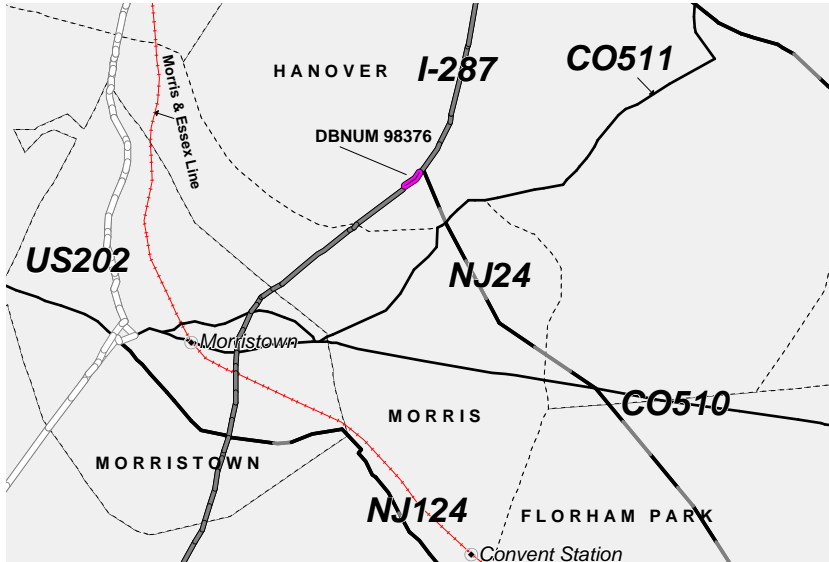 HANOVER
I-287
CO511
Morris & Essex Line
DBNUM 98376
US202
NJ24
Morristown
MORRIS
CO510
MORRISTOWN
NJ124
FLORHAM PARK
Convent Station